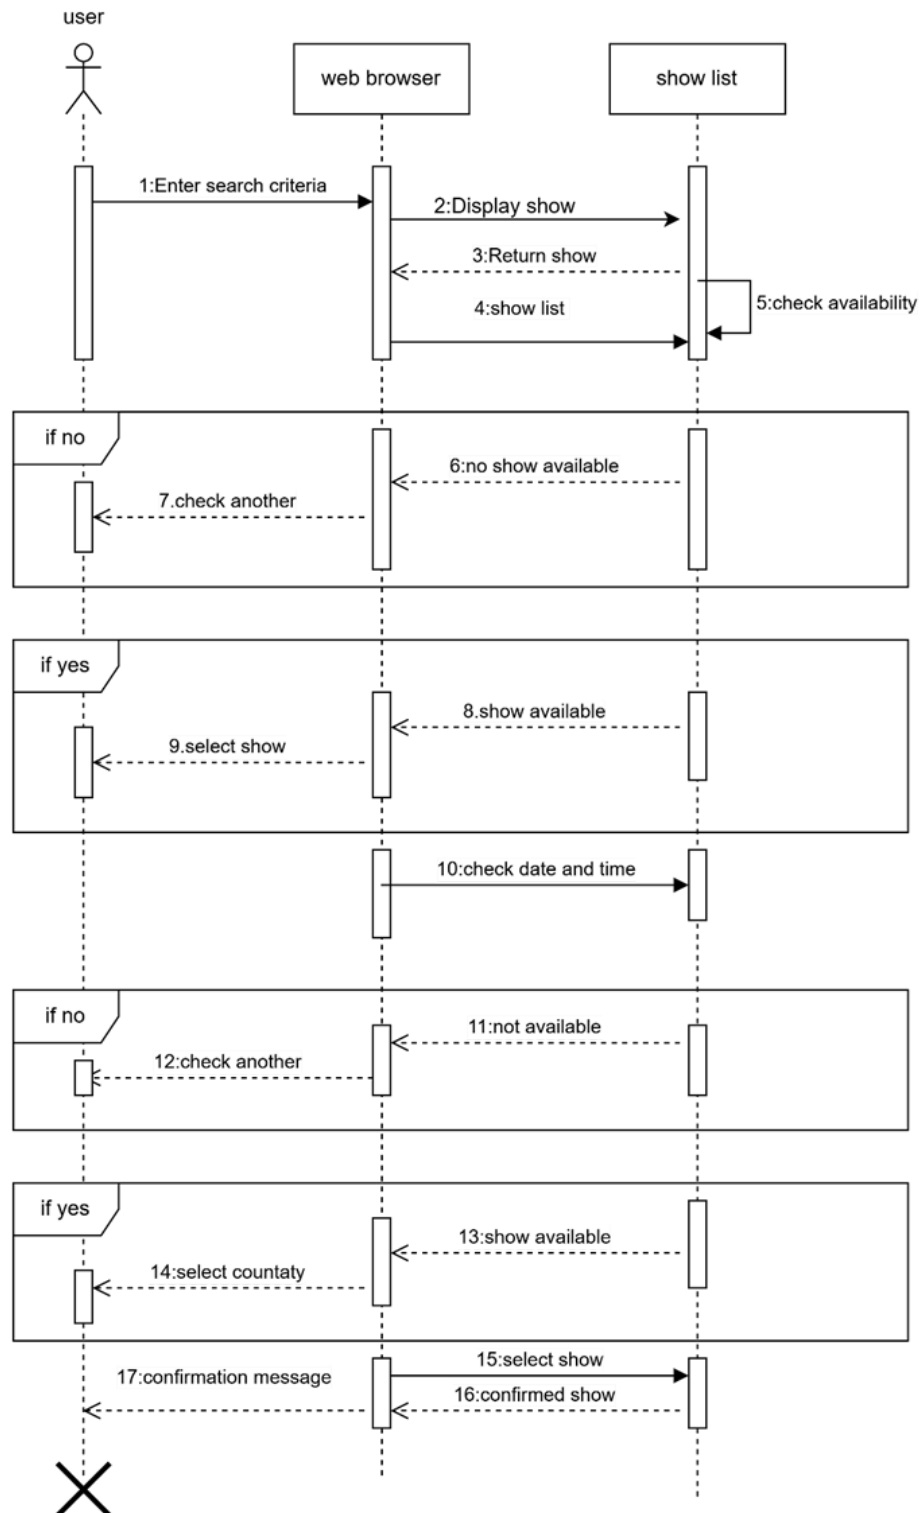 user
web browser
show list
1:Enter search criteria
2:Display show
3:Return show
4:show list
5:check availability
if no
6:no show available
7.check another
if yes
8.show available
9.select show
10:check date and time
if no
11:not available
12:check another
if yes
13:show available
14:select countaty
15:select show
17:confirmation message
16:confirmed show